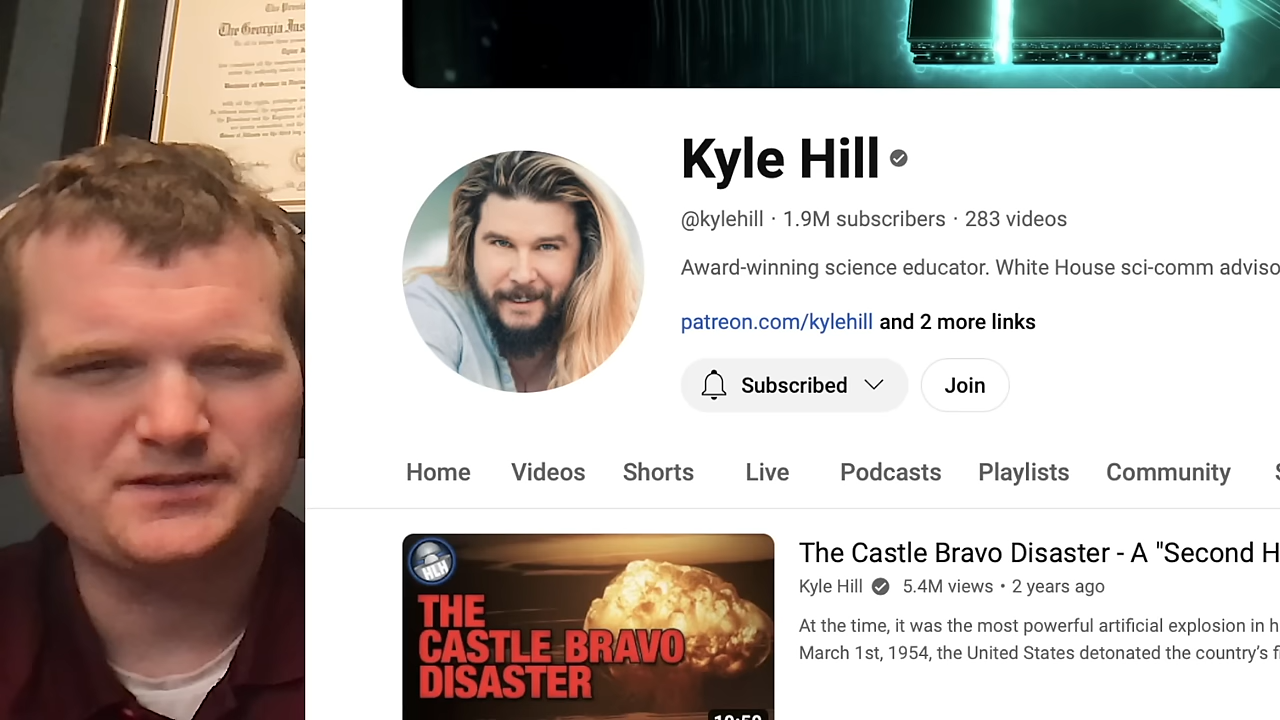 The Georgia Ins
Kyle Hill
@kylehill · 1.9M subscribers · 283 videos
Award-winning science educator. White House sci-comm adviso
patreon.com/kylehill and 2 more links
Subscribed
Join
Home Videos Shorts Live Podcasts Playlists Community S
HLH
THE
CASTLE BRAVO
DISASTER
The Castle Bravo Disaster - A "Second H
Kyle Hill 5.4M views • 2 years ago
At the time, it was the most powerful artificial explosion in h
March 1st, 1954, the United States detonated the country's fi